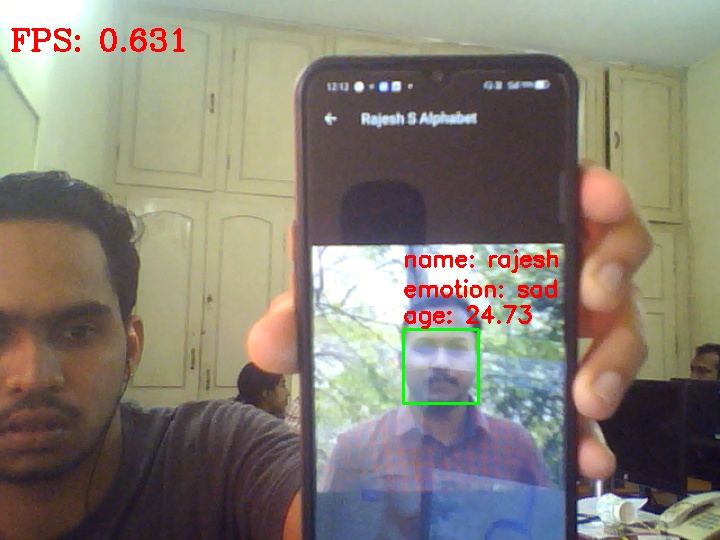 FPS: 0.631
12:12
Rajesh S Alphabet
name: rajesh
emotion: sad
age: 24.73